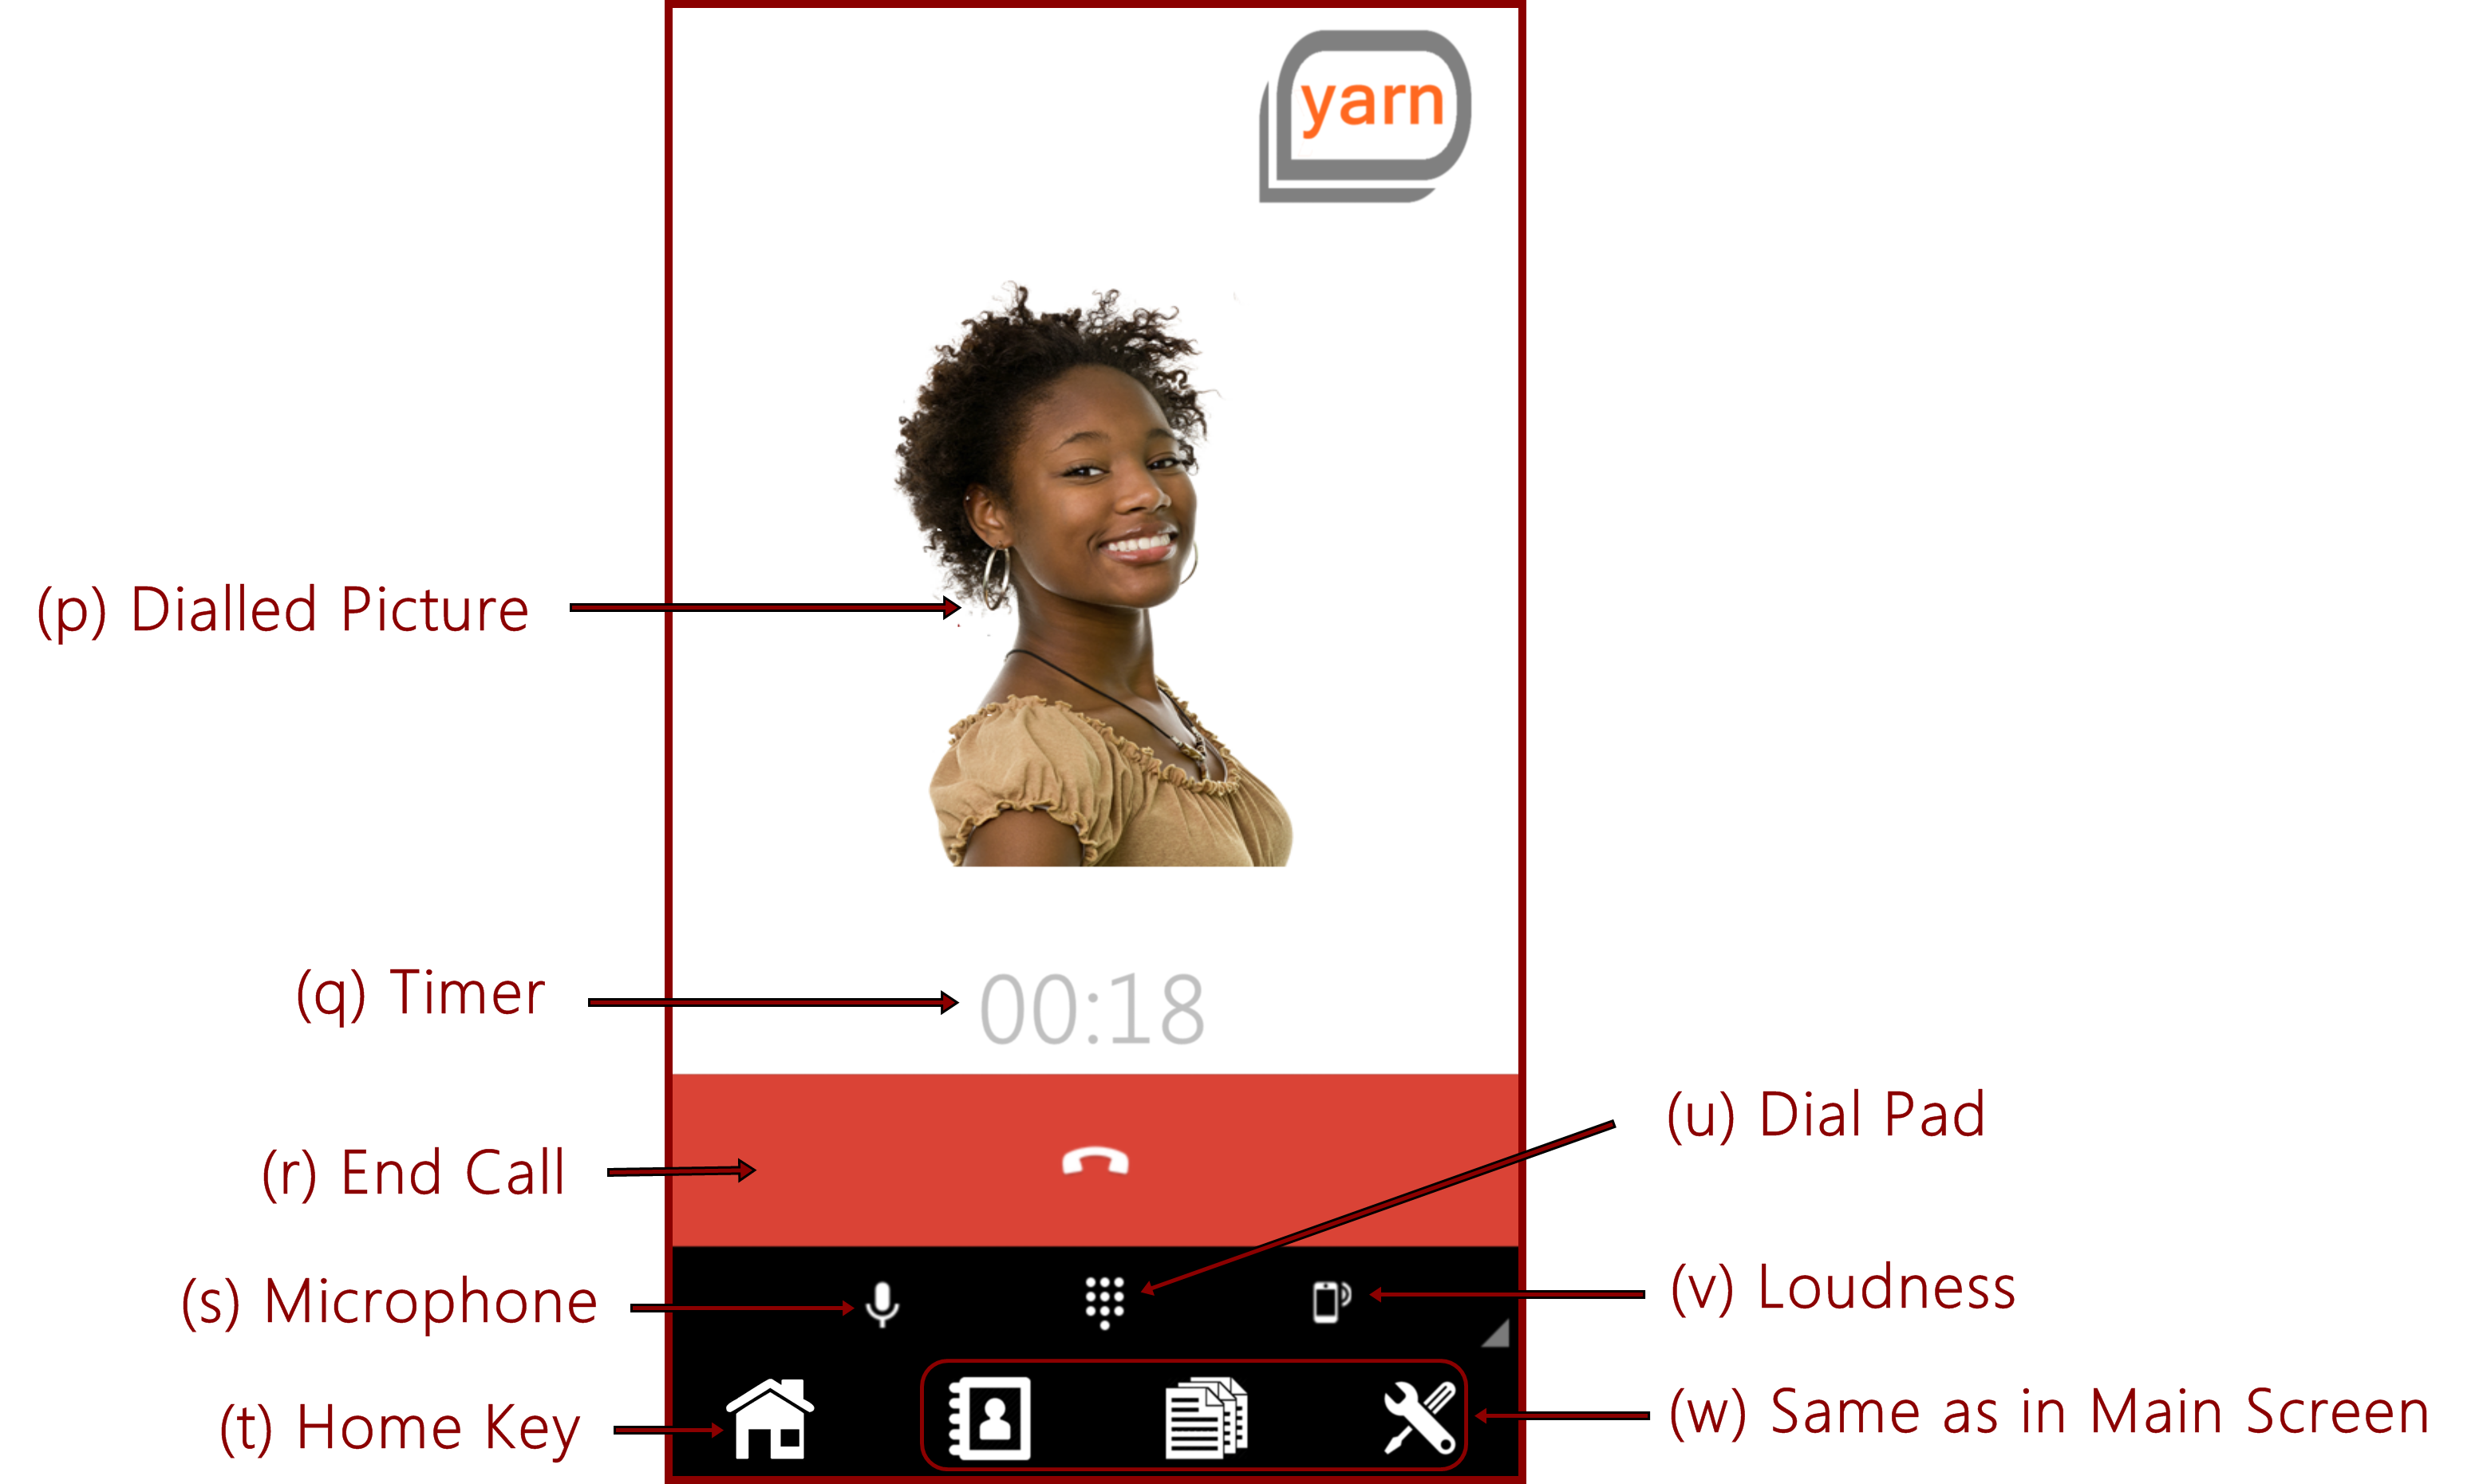 yarn
(p) Dialled Picture
(q) Timer
00:18
(r) End Call
(u) Dial Pad
(s) Microphone
(v) Loudness
(t) Home Key
(w) Same as in Main Screen